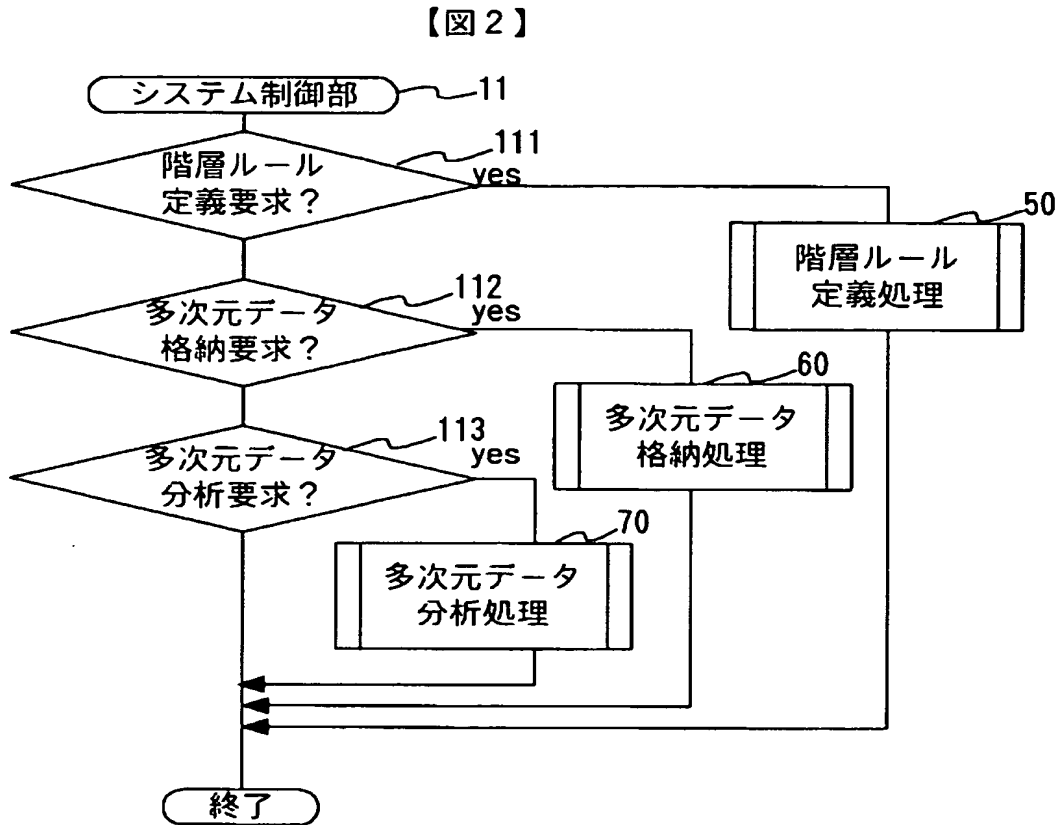 【図２】
システム制御部
11
階層ルール
定義要求？
111
yes
50
階層ルール
定義処理
多次元データ
格納要求？
112
yes
60
多次元データ
格納処理
多次元データ
分析要求？
113
yes
70
多次元データ
分析処理
終了